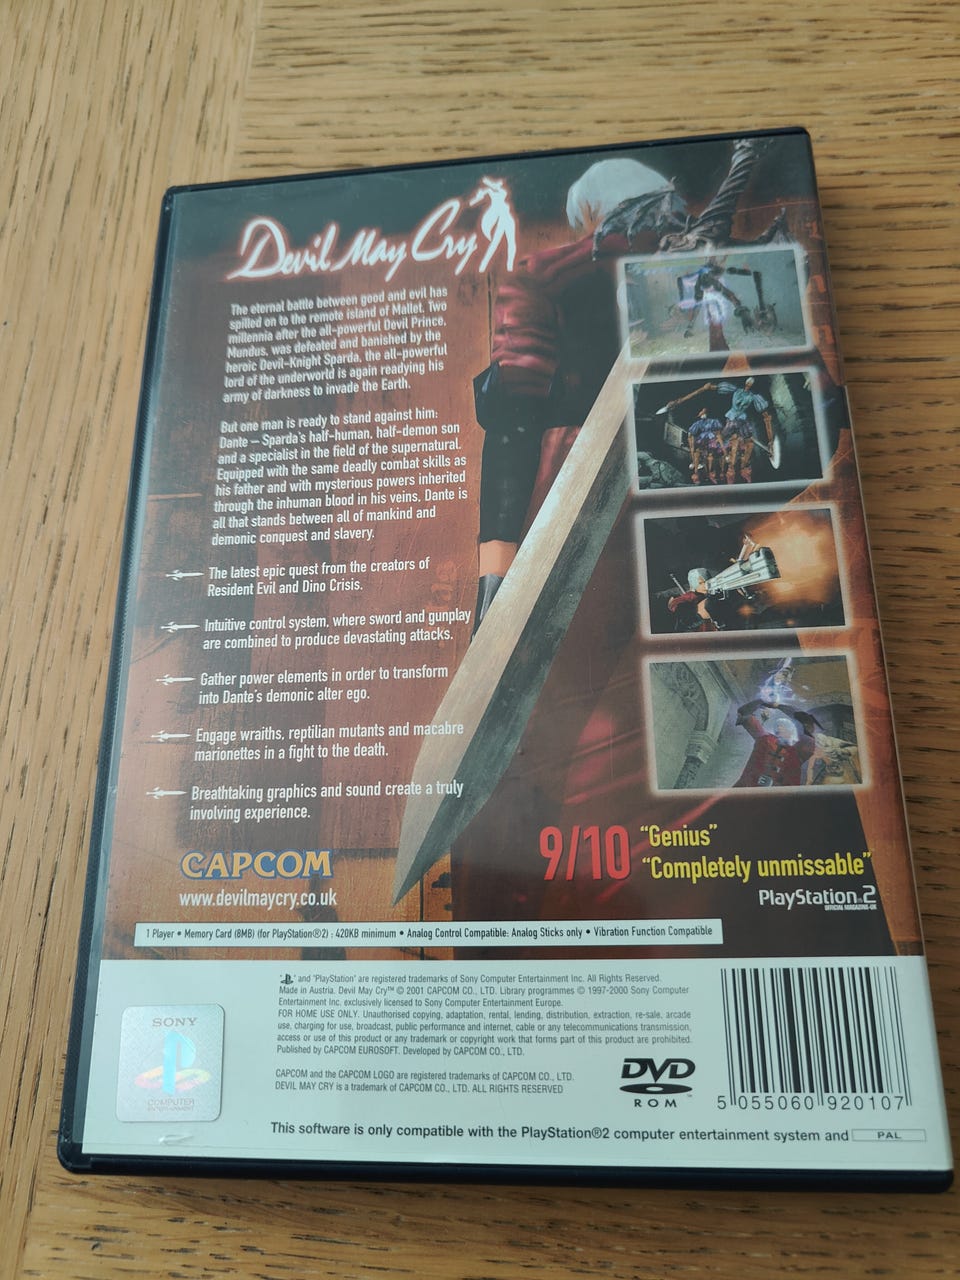 Devil May Cry
The eternal battle between good and evil has
spilled on to the remote island of Mallet. Two
millennia after the all-powerful Devil Prince,
Mundus, was defeated and banished by the
heroic Devil-Knight Sparda, the all-powerful
lord of the underworld is again readying his
army of darkness to invade the Earth.
But one man is ready to stand against him:
Dante – Sparda's half-human, half-demon son
and a specialist in the field of the supernatural.
Equipped with the same deadly combat skills as
his father and with mysterious powers inherited
through the inhuman blood in his veins. Dante is
all that stands between all of mankind and
demonic conquest and slavery.
The latest epic quest from the creators of
Resident Evil and Dino Crisis.
Intuitive control system, where sword and gunplay
are combined to produce devastating attacks.
Gather power elements in order to transform
into Dante's demonic alter ego.
Engage wraiths, reptilian mutants and macabre
marionettes in a fight to the death.
Breathtaking graphics and sound create a truly
involving experience.
CAPCOM
www.devilmaycry.co.uk
9/10 "Genius"
"Completely unmissable"
PlayStation®2
OFFICIAL MAGAZINE-UK
1 Player • Memory Card (8MB) (for PlayStation®2) : 420KB minimum • Analog Control Compatible: Analog Sticks only • Vibration Function Compatible
" " and "PlayStation" are registered trademarks of Sony Computer Entertainment Inc. All Rights Reserved.
Made in Austria. Devil May Cry™ © 2001 CAPCOM CO., LTD. Library programmes © 1997-2000 Sony Computer
Entertainment Inc. exclusively licensed to Sony Computer Entertainment Europe.
FOR HOME USE ONLY. Unauthorised copying, adaptation, rental, lending, distribution, extraction, re-sale, arcade
use, charging for use, broadcast, public performance and internet, cable or any telecommunications transmission,
access or use of this product or any trademark or copyright work that forms part of this product are prohibited.
Published by CAPCOM EUROSOFT. Developed by CAPCOM CO., LTD.
CAPCOM and the CAPCOM LOGO are registered trademarks of CAPCOM CO., LTD.
DEVIL MAY CRY is a trademark of CAPCOM CO., LTD. ALL RIGHTS RESERVED
SONY
COMPUTER
ENTERTAINMENT
DVD
ROM
5 055060 920107
This software is only compatible with the PlayStation®2 computer entertainment system and PAL